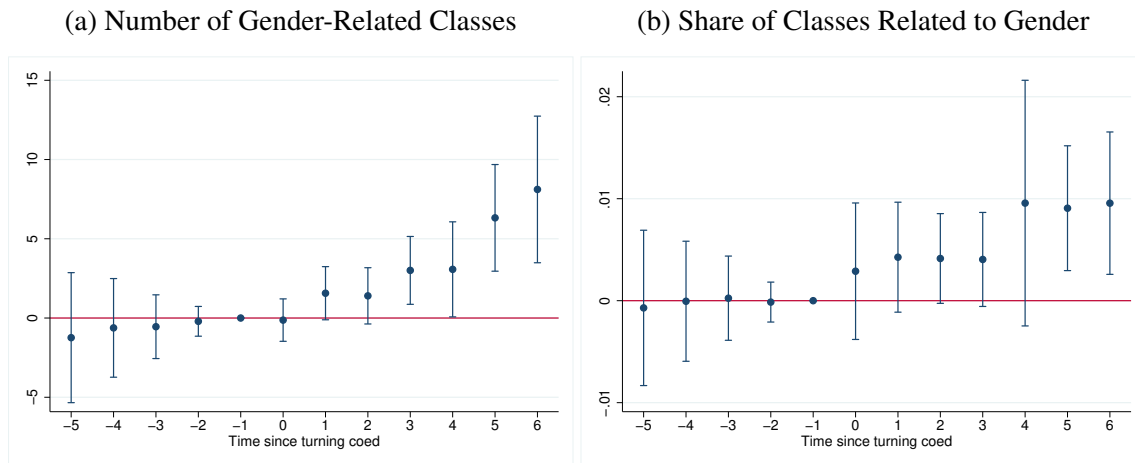 (a) Number of Gender-Related Classes
15
10
5
0
−5
−5 −4 −3 −2 −1 0 1 2 3 4 5 6
Time since turning coed
(b) Share of Classes Related to Gender
.02
.01
0
−.01
−5 −4 −3 −2 −1 0 1 2 3 4 5 6
Time since turning coed